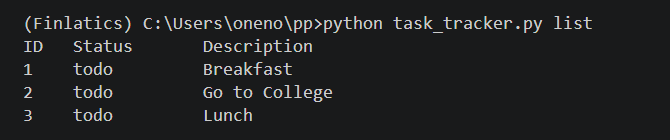 (Finlatics) C:\Users\oneno\pp>python task_tracker.py list
ID   Status       Description
1    todo         Breakfast
2    todo         Go to College
3    todo         Lunch